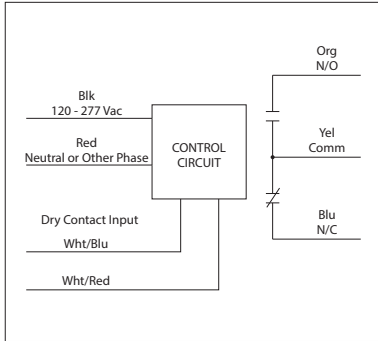 Blk
120 - 277 Vac
Red
Neutral or Other Phase
CONTROL
CIRCUIT
Dry Contact Input
Wht/Blu
Wht/Red
Org
N/O
Yel
Comm
Blu
N/C